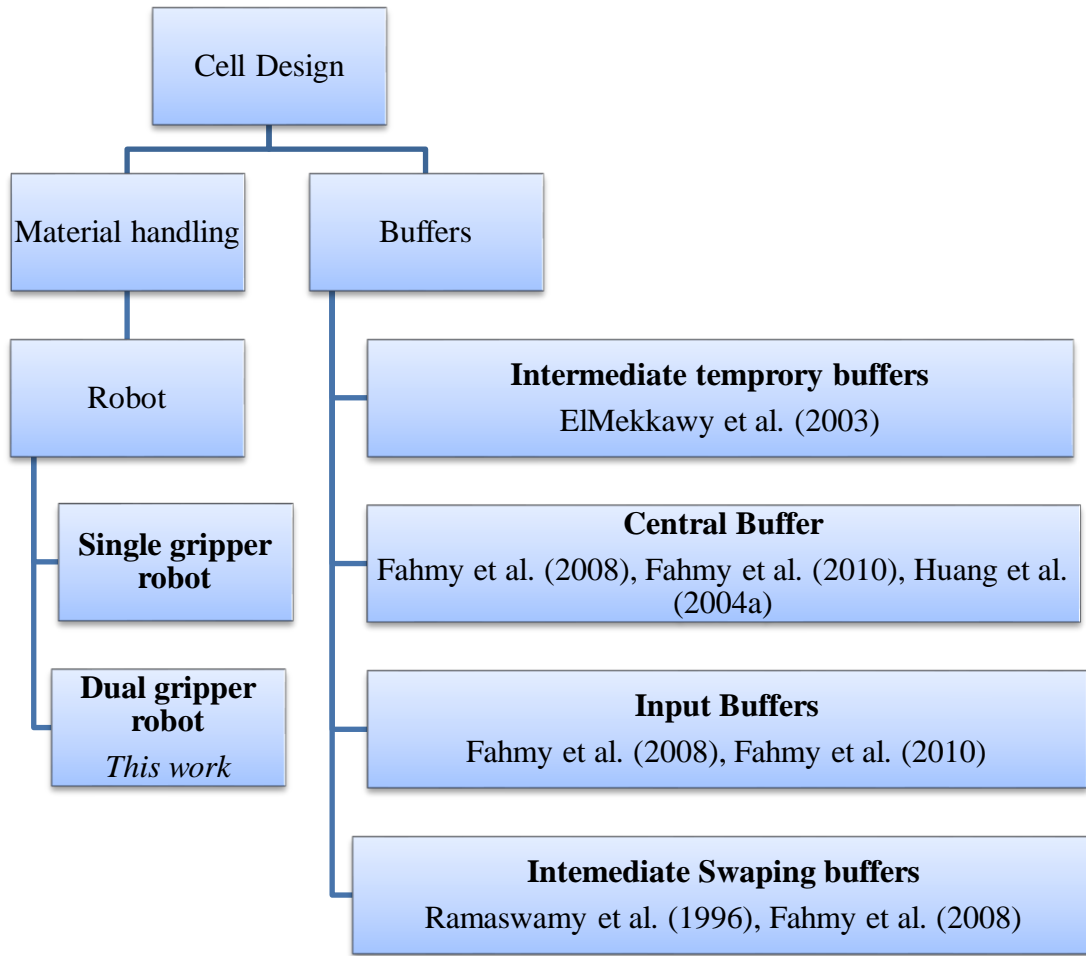 Cell Design
Material handling
Buffers
Robot
Single gripper
robot
Dual gripper
robot
This work
Intermediate temprory buffers
ElMekkawy et al. (2003)
Central Buffer
Fahmy et al. (2008), Fahmy et al. (2010), Huang et al.
(2004a)
Input Buffers
Fahmy et al. (2008), Fahmy et al. (2010)
Intemediate Swaping buffers
Ramaswamy et al. (1996), Fahmy et al. (2008)